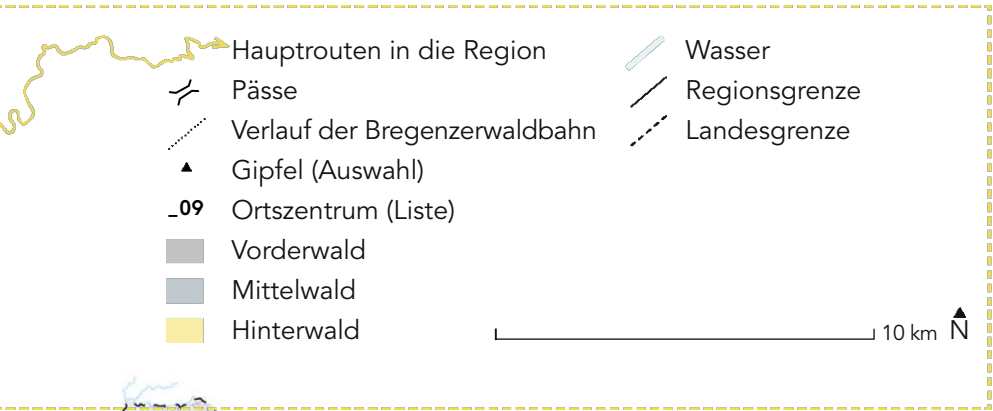 Hauptrouten in die Region
Pässe
Verlauf der Bregenzerwaldbahn
Gipfel (Auswahl)
_09 Ortszentrum (Liste)
Vorderwald
Mittelwald
Hinterwald
Wasser
Regionsgrenze
Landesgrenze
10 km N